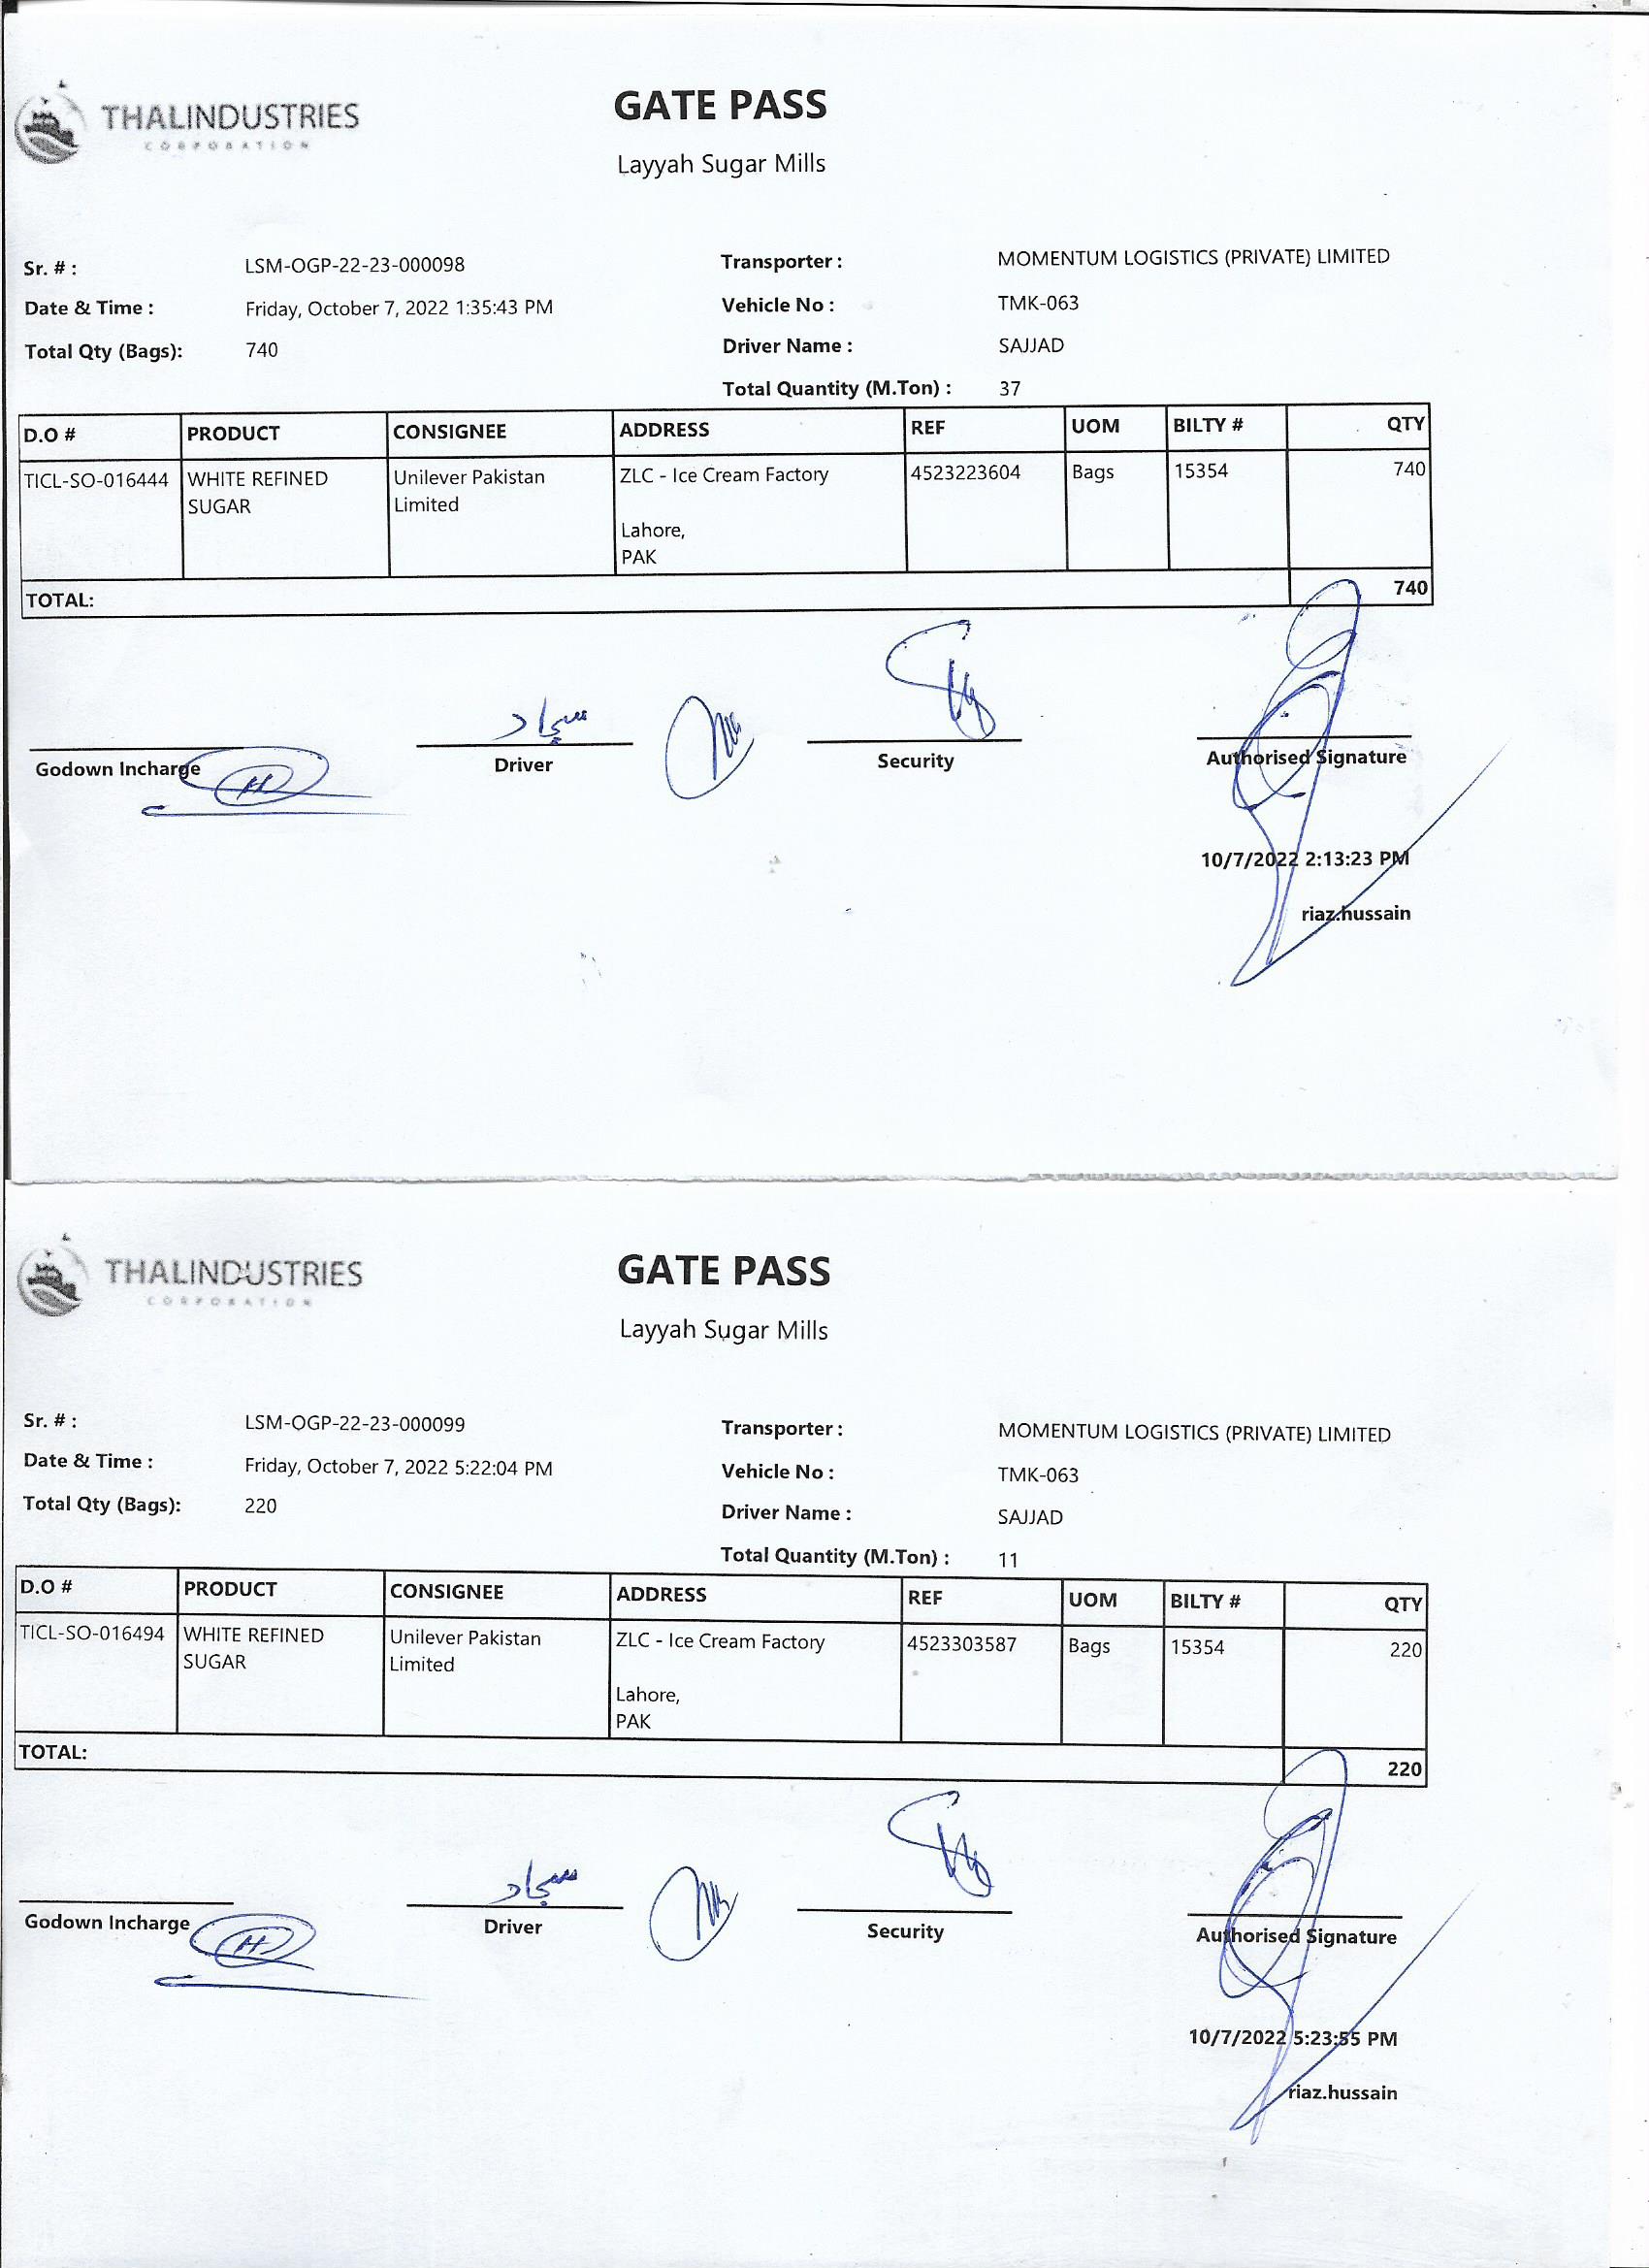 THALINDUSTRIES
CORPORATION
GATE PASS
Layyah Sugar Mills
Sr. # : LSM-OGP-22-23-000098 Transporter : MOMENTUM LOGISTICS (PRIVATE) LIMITED
Date & Time : Friday, October 7, 2022 1:35:43 PM Vehicle No : TMK-063
Total Qty (Bags): 740 Driver Name : SAJJAD
Total Quantity (M.Ton) : 37
D.O # PRODUCT CONSIGNEE ADDRESS REF UOM BILTY # QTY
TICL-SO-016444 WHITE REFINED Unilever Pakistan ZLC - Ice Cream Factory 4523223604 Bags 15354 740
SUGAR Limited
Lahore,
PAK
TOTAL: 740
سجاد
Godown Incharge Driver Security Authorised Signature
10/7/2022 2:13:23 PM
riaz.hussain
THALINDUSTRIES
CORPORATION
GATE PASS
Layyah Sugar Mills
Sr. # : LSM-OGP-22-23-000099 Transporter : MOMENTUM LOGISTICS (PRIVATE) LIMITED
Date & Time : Friday, October 7, 2022 5:22:04 PM Vehicle No : TMK-063
Total Qty (Bags): 220 Driver Name : SAJJAD
Total Quantity (M.Ton) : 11
D.O # PRODUCT CONSIGNEE ADDRESS REF UOM BILTY # QTY
TICL-SO-016494 WHITE REFINED Unilever Pakistan ZLC - Ice Cream Factory 4523303587 Bags 15354 220
SUGAR Limited
Lahore,
PAK
TOTAL: 220
سجاد
Godown Incharge Driver Security Authorised Signature
10/7/2022 5:23:55 PM
riaz.hussain